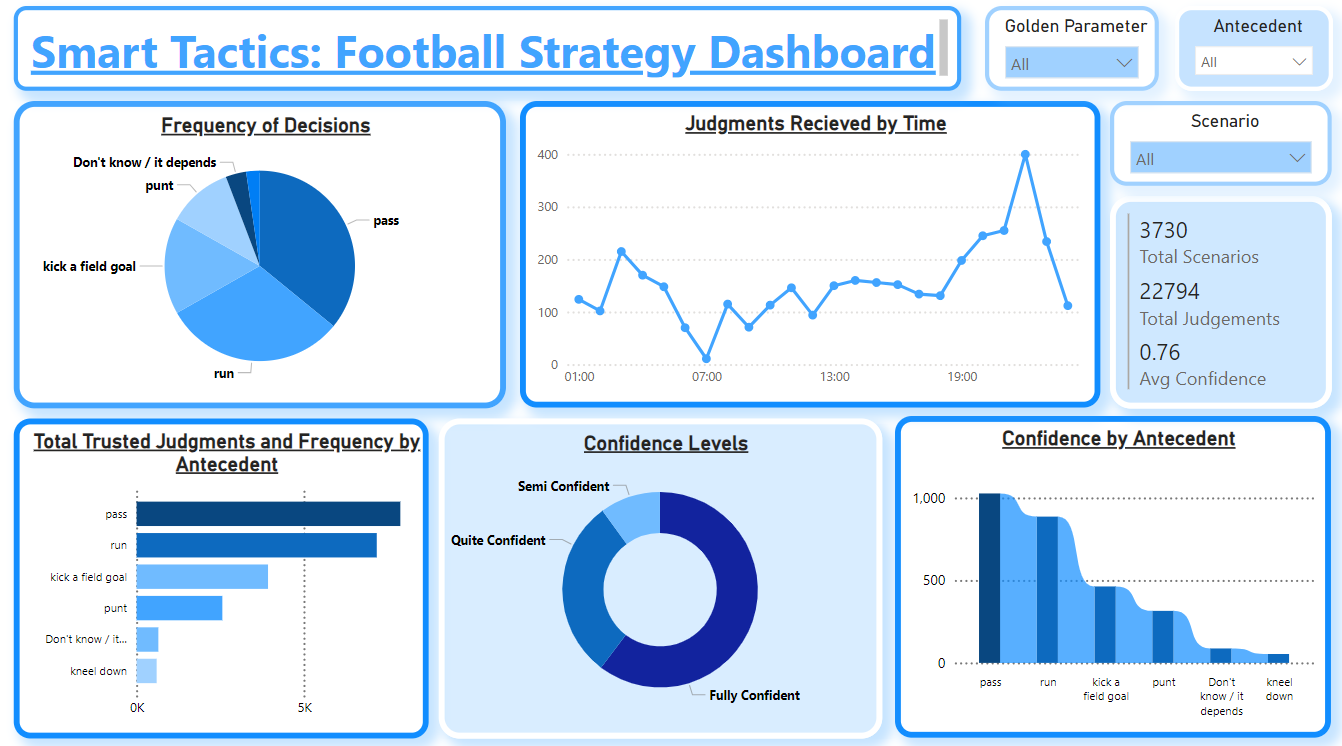 Smart Tactics: Football Strategy Dashboard
Golden Parameter
All
Antecedent
All
Scenario
All
3730
Total Scenarios
22794
Total Judgements
0.76
Avg Confidence
Frequency of Decisions
Don't know / it depends
punt
pass
kick a field goal
run
Judgments Recieved by Time
400
300
200
100
0
01:00
07:00
13:00
19:00
Total Trusted Judgments and Frequency by
Antecedent
pass
run
kick a field goal
punt
Don't know / it...
kneel down
0K
5K
Confidence Levels
Semi Confident
Quite Confident
Fully Confident
Confidence by Antecedent
1,000
500
0
pass
run
kick a
field goal
punt
Don't
know / it
depends
kneel
down